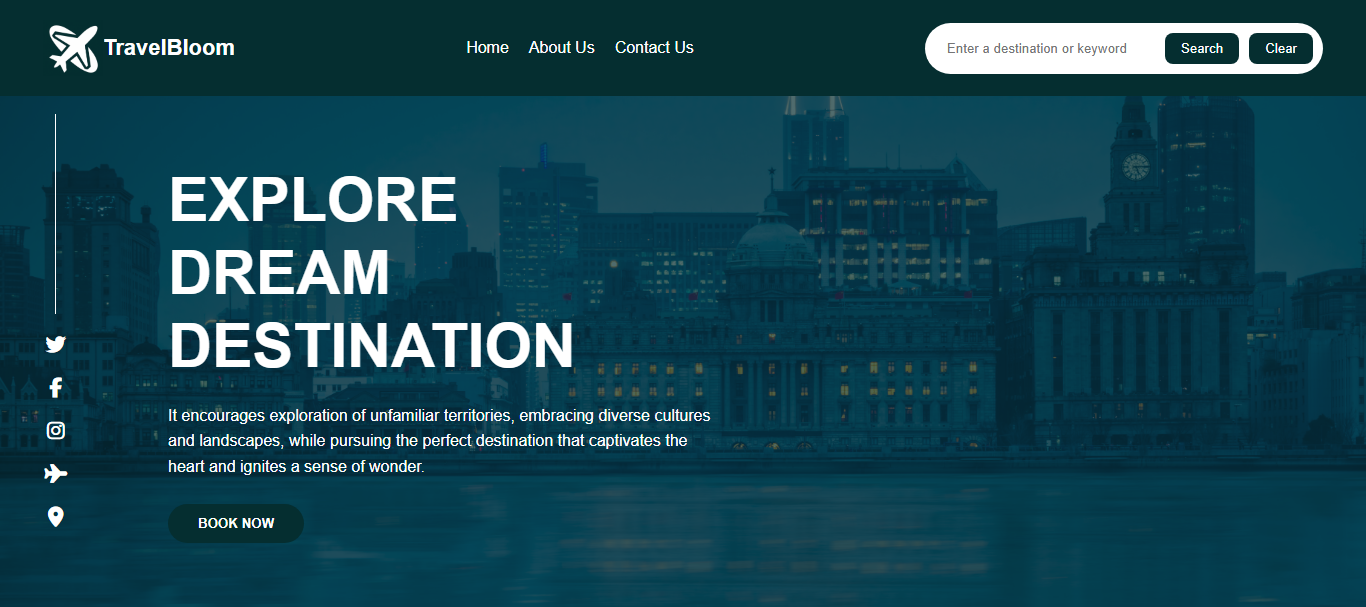 TravelBloom
Home About Us Contact Us
Enter a destination or keyword Search Clear
EXPLORE
DREAM
DESTINATION
It encourages exploration of unfamiliar territories, embracing diverse cultures
and landscapes, while pursuing the perfect destination that captivates the
heart and ignites a sense of wonder.
BOOK NOW